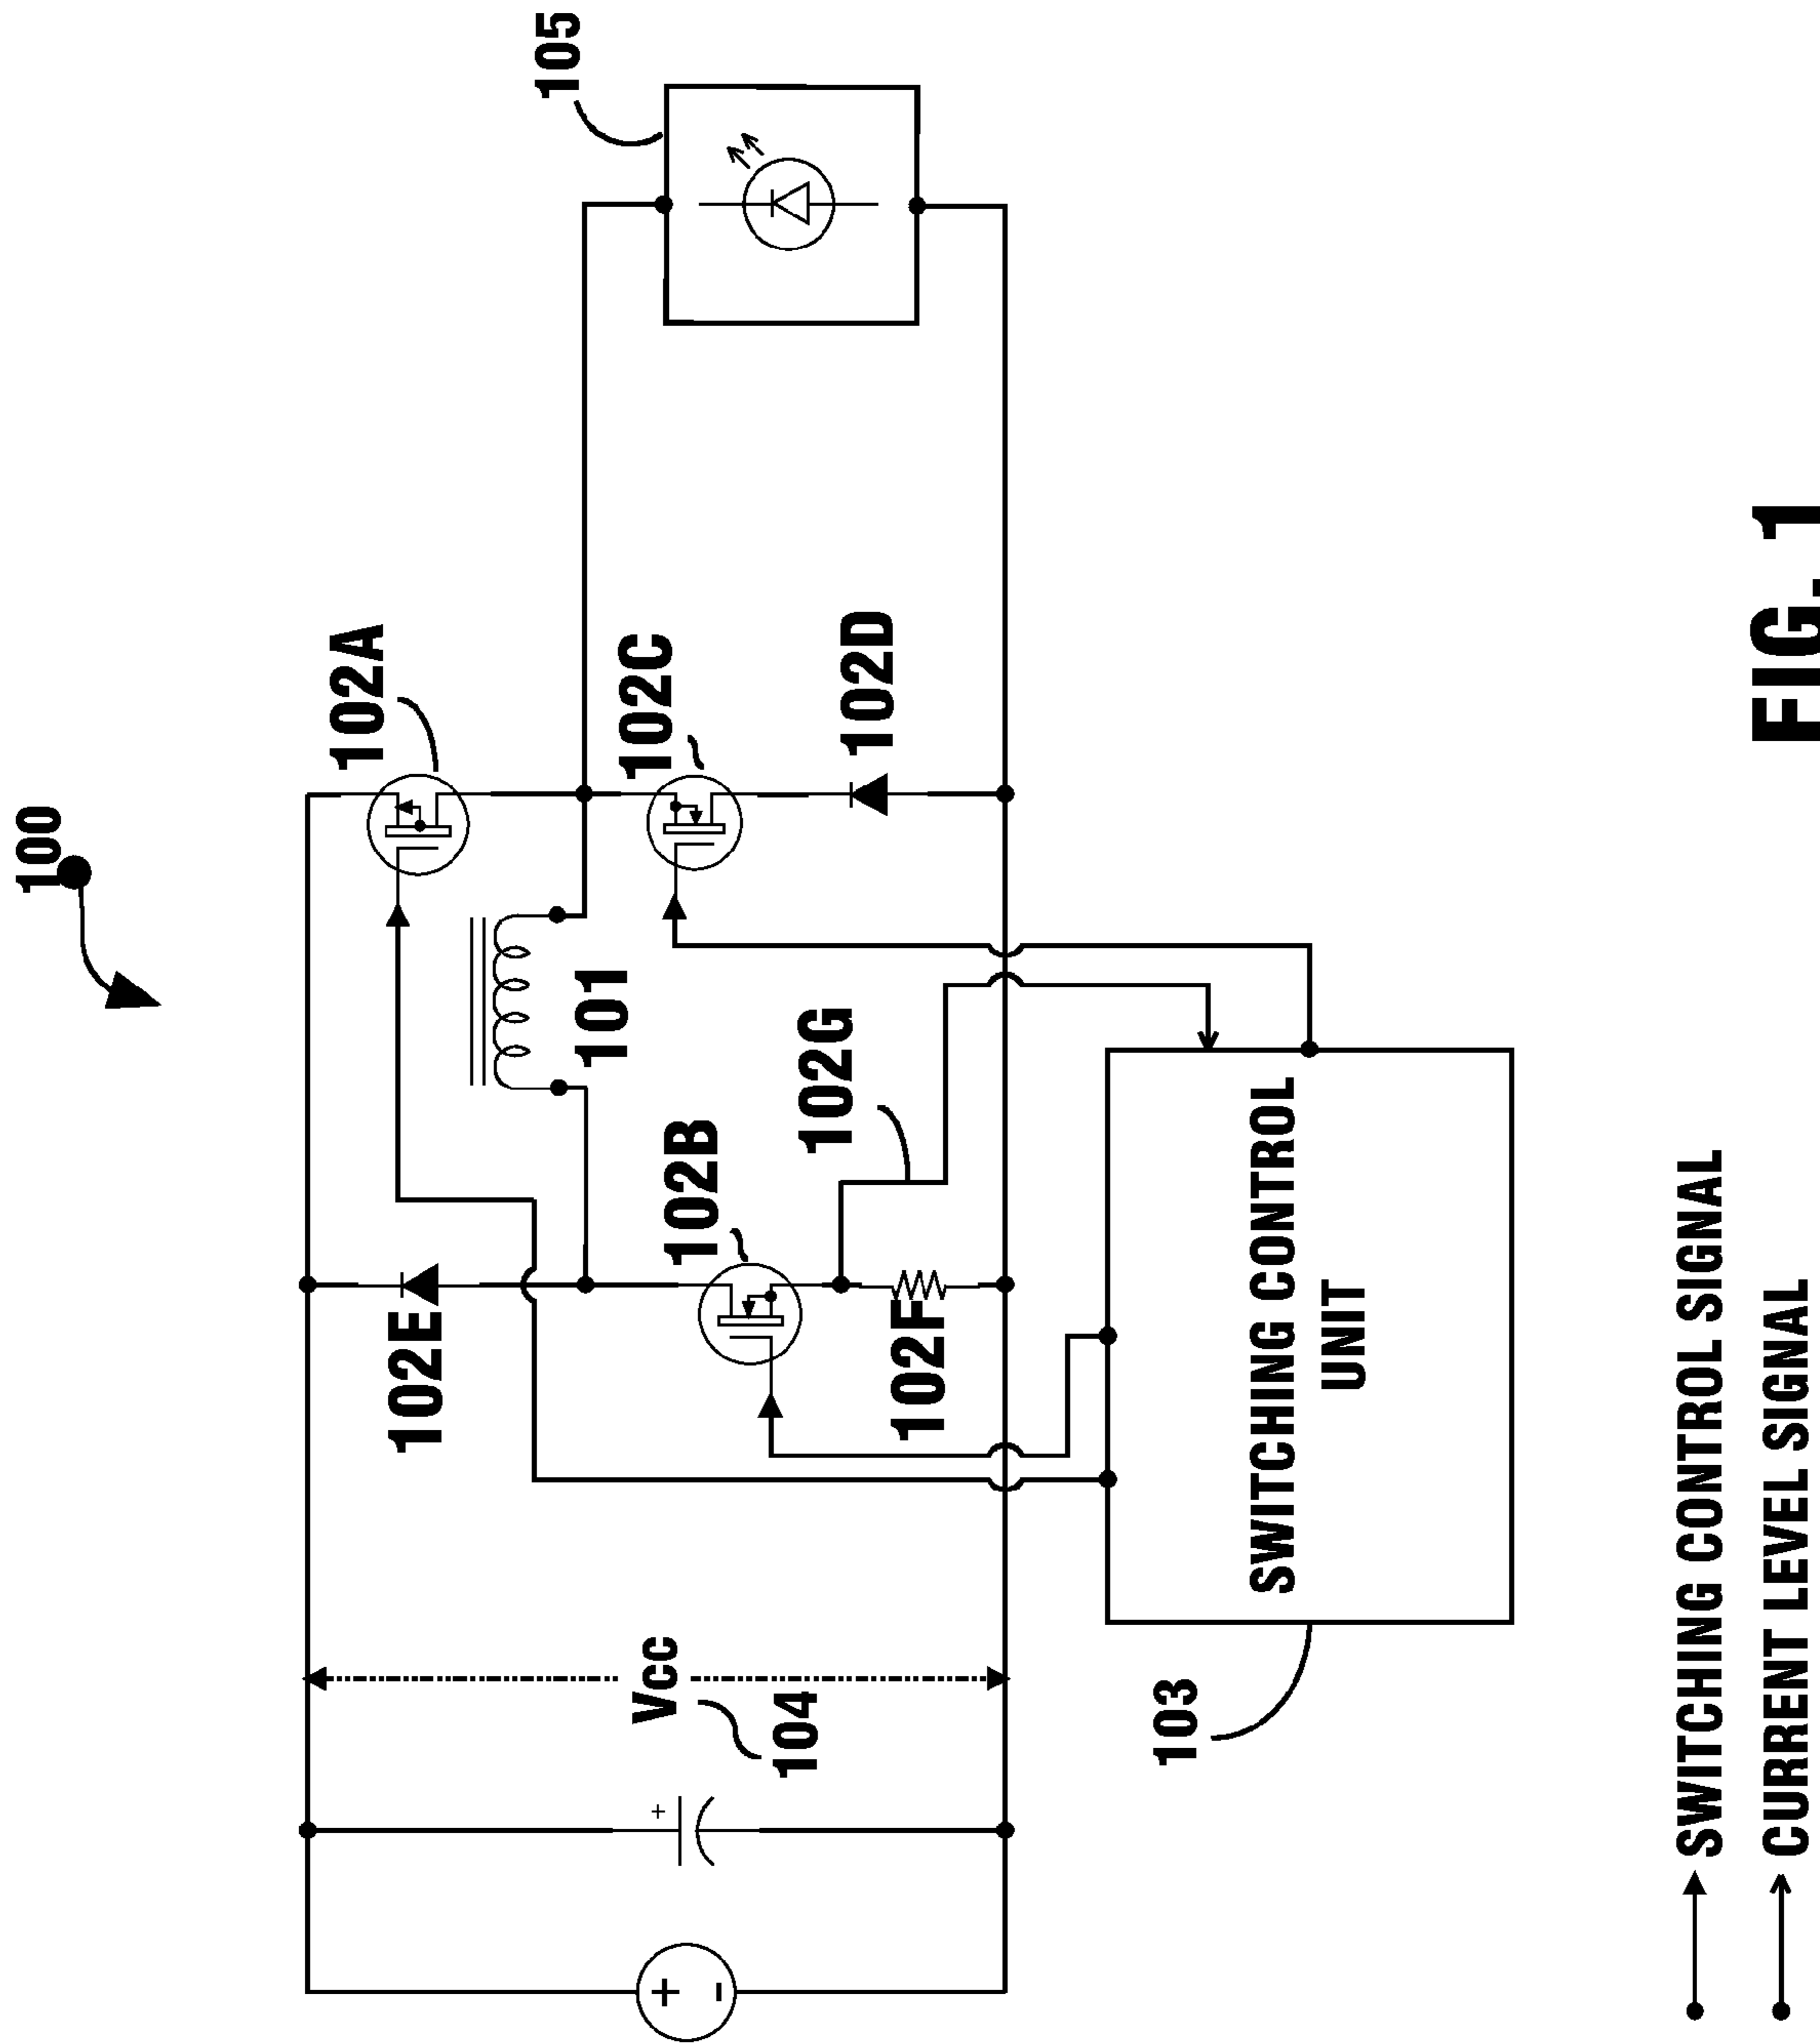 100
102A
105
102E
101
102C
102B
102G
102D
102F
Vcc
104
+
+
-
103
SWITCHING CONTROL
UNIT
SWITCHING CONTROL SIGNAL
CURRENT LEVEL SIGNAL
FIG. 1